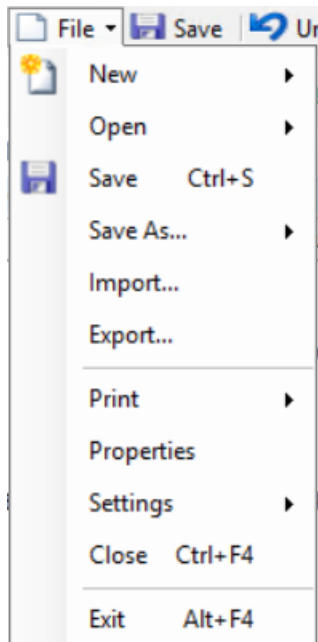 File Save Un
New
Open
Save Ctrl+S
Save As...
Import...
Export...
Print
Properties
Settings
Close Ctrl+F4
Exit Alt+F4